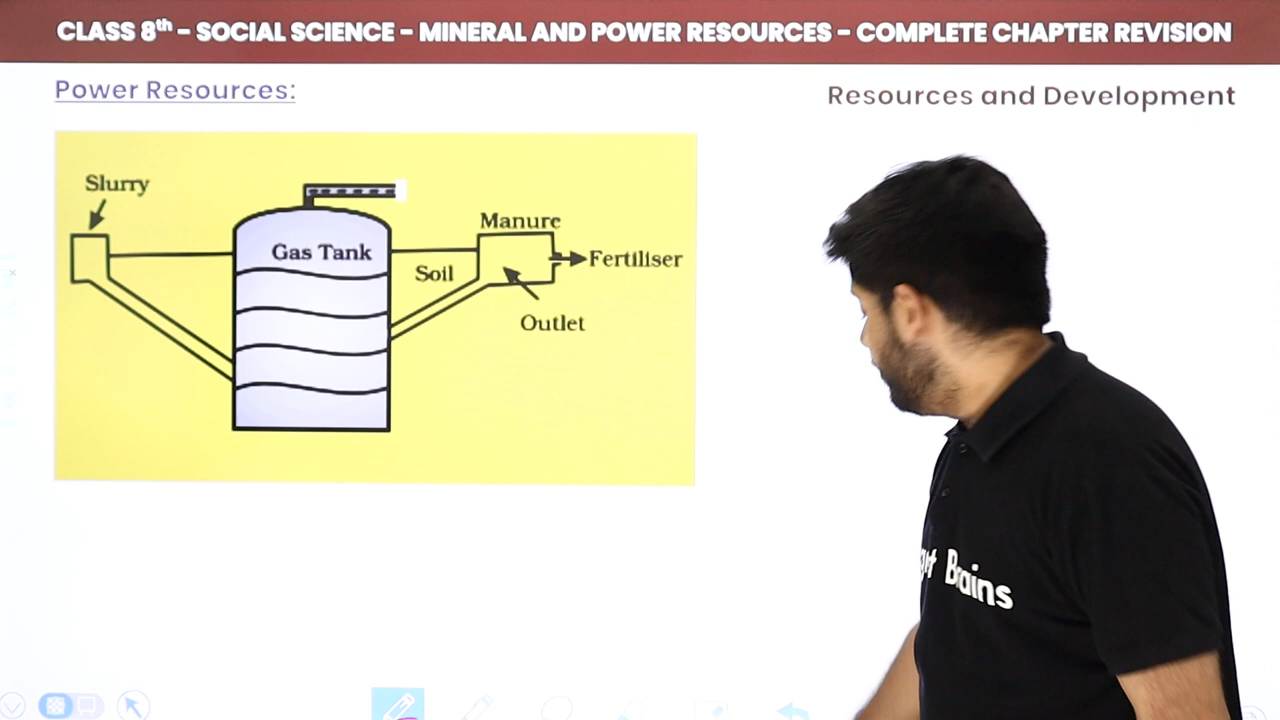 CLASS 8th – SOCIAL SCIENCE – MINERAL AND POWER RESOURCES – COMPLETE CHAPTER REVISION
Power Resources:
Resources and Development
Slurry
Gas Tank
Manure
Soil
Fertiliser
Outlet
Brains